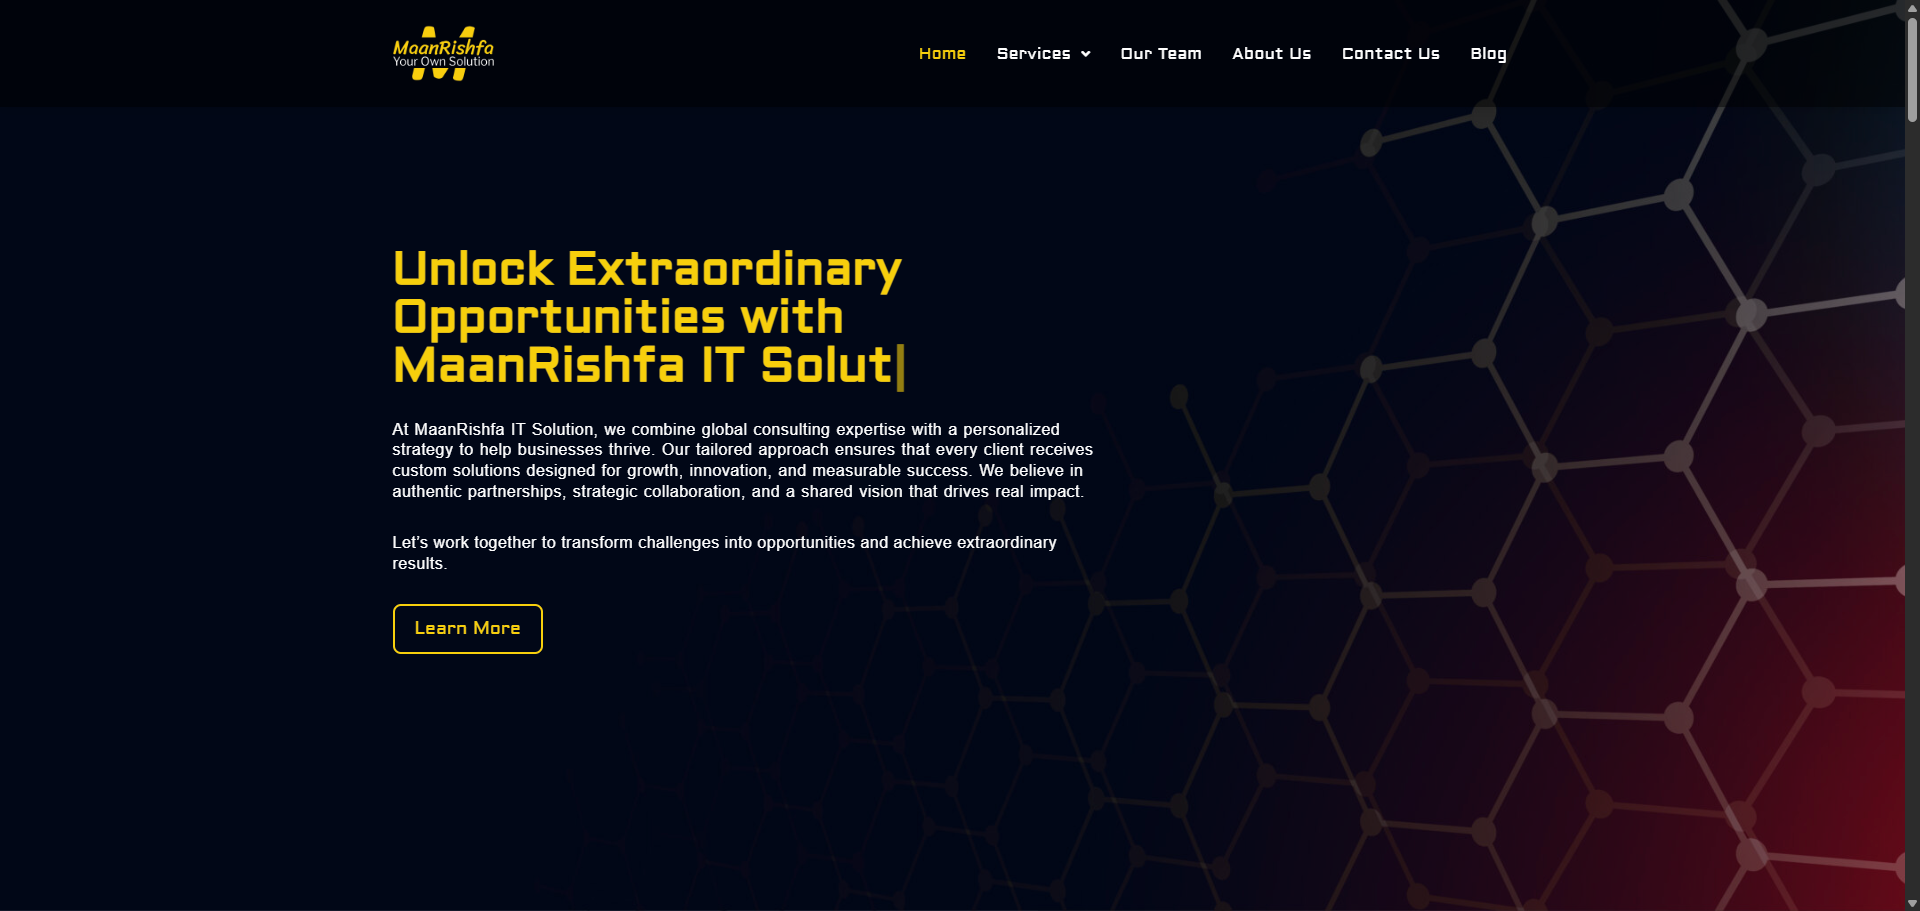 MaanRishfa
Your Own Solution
Home
Services
Our Team
About Us
Contact Us
Blog
Unlock Extraordinary
Opportunities with
MaanRishfa IT Solut
At MaanRishfa IT Solution, we combine global consulting expertise with a personalized
strategy to help businesses thrive. Our tailored approach ensures that every client receives
custom solutions designed for growth, innovation, and measurable success. We believe in
authentic partnerships, strategic collaboration, and a shared vision that drives real impact.
Let’s work together to transform challenges into opportunities and achieve extraordinary
results.
Learn More